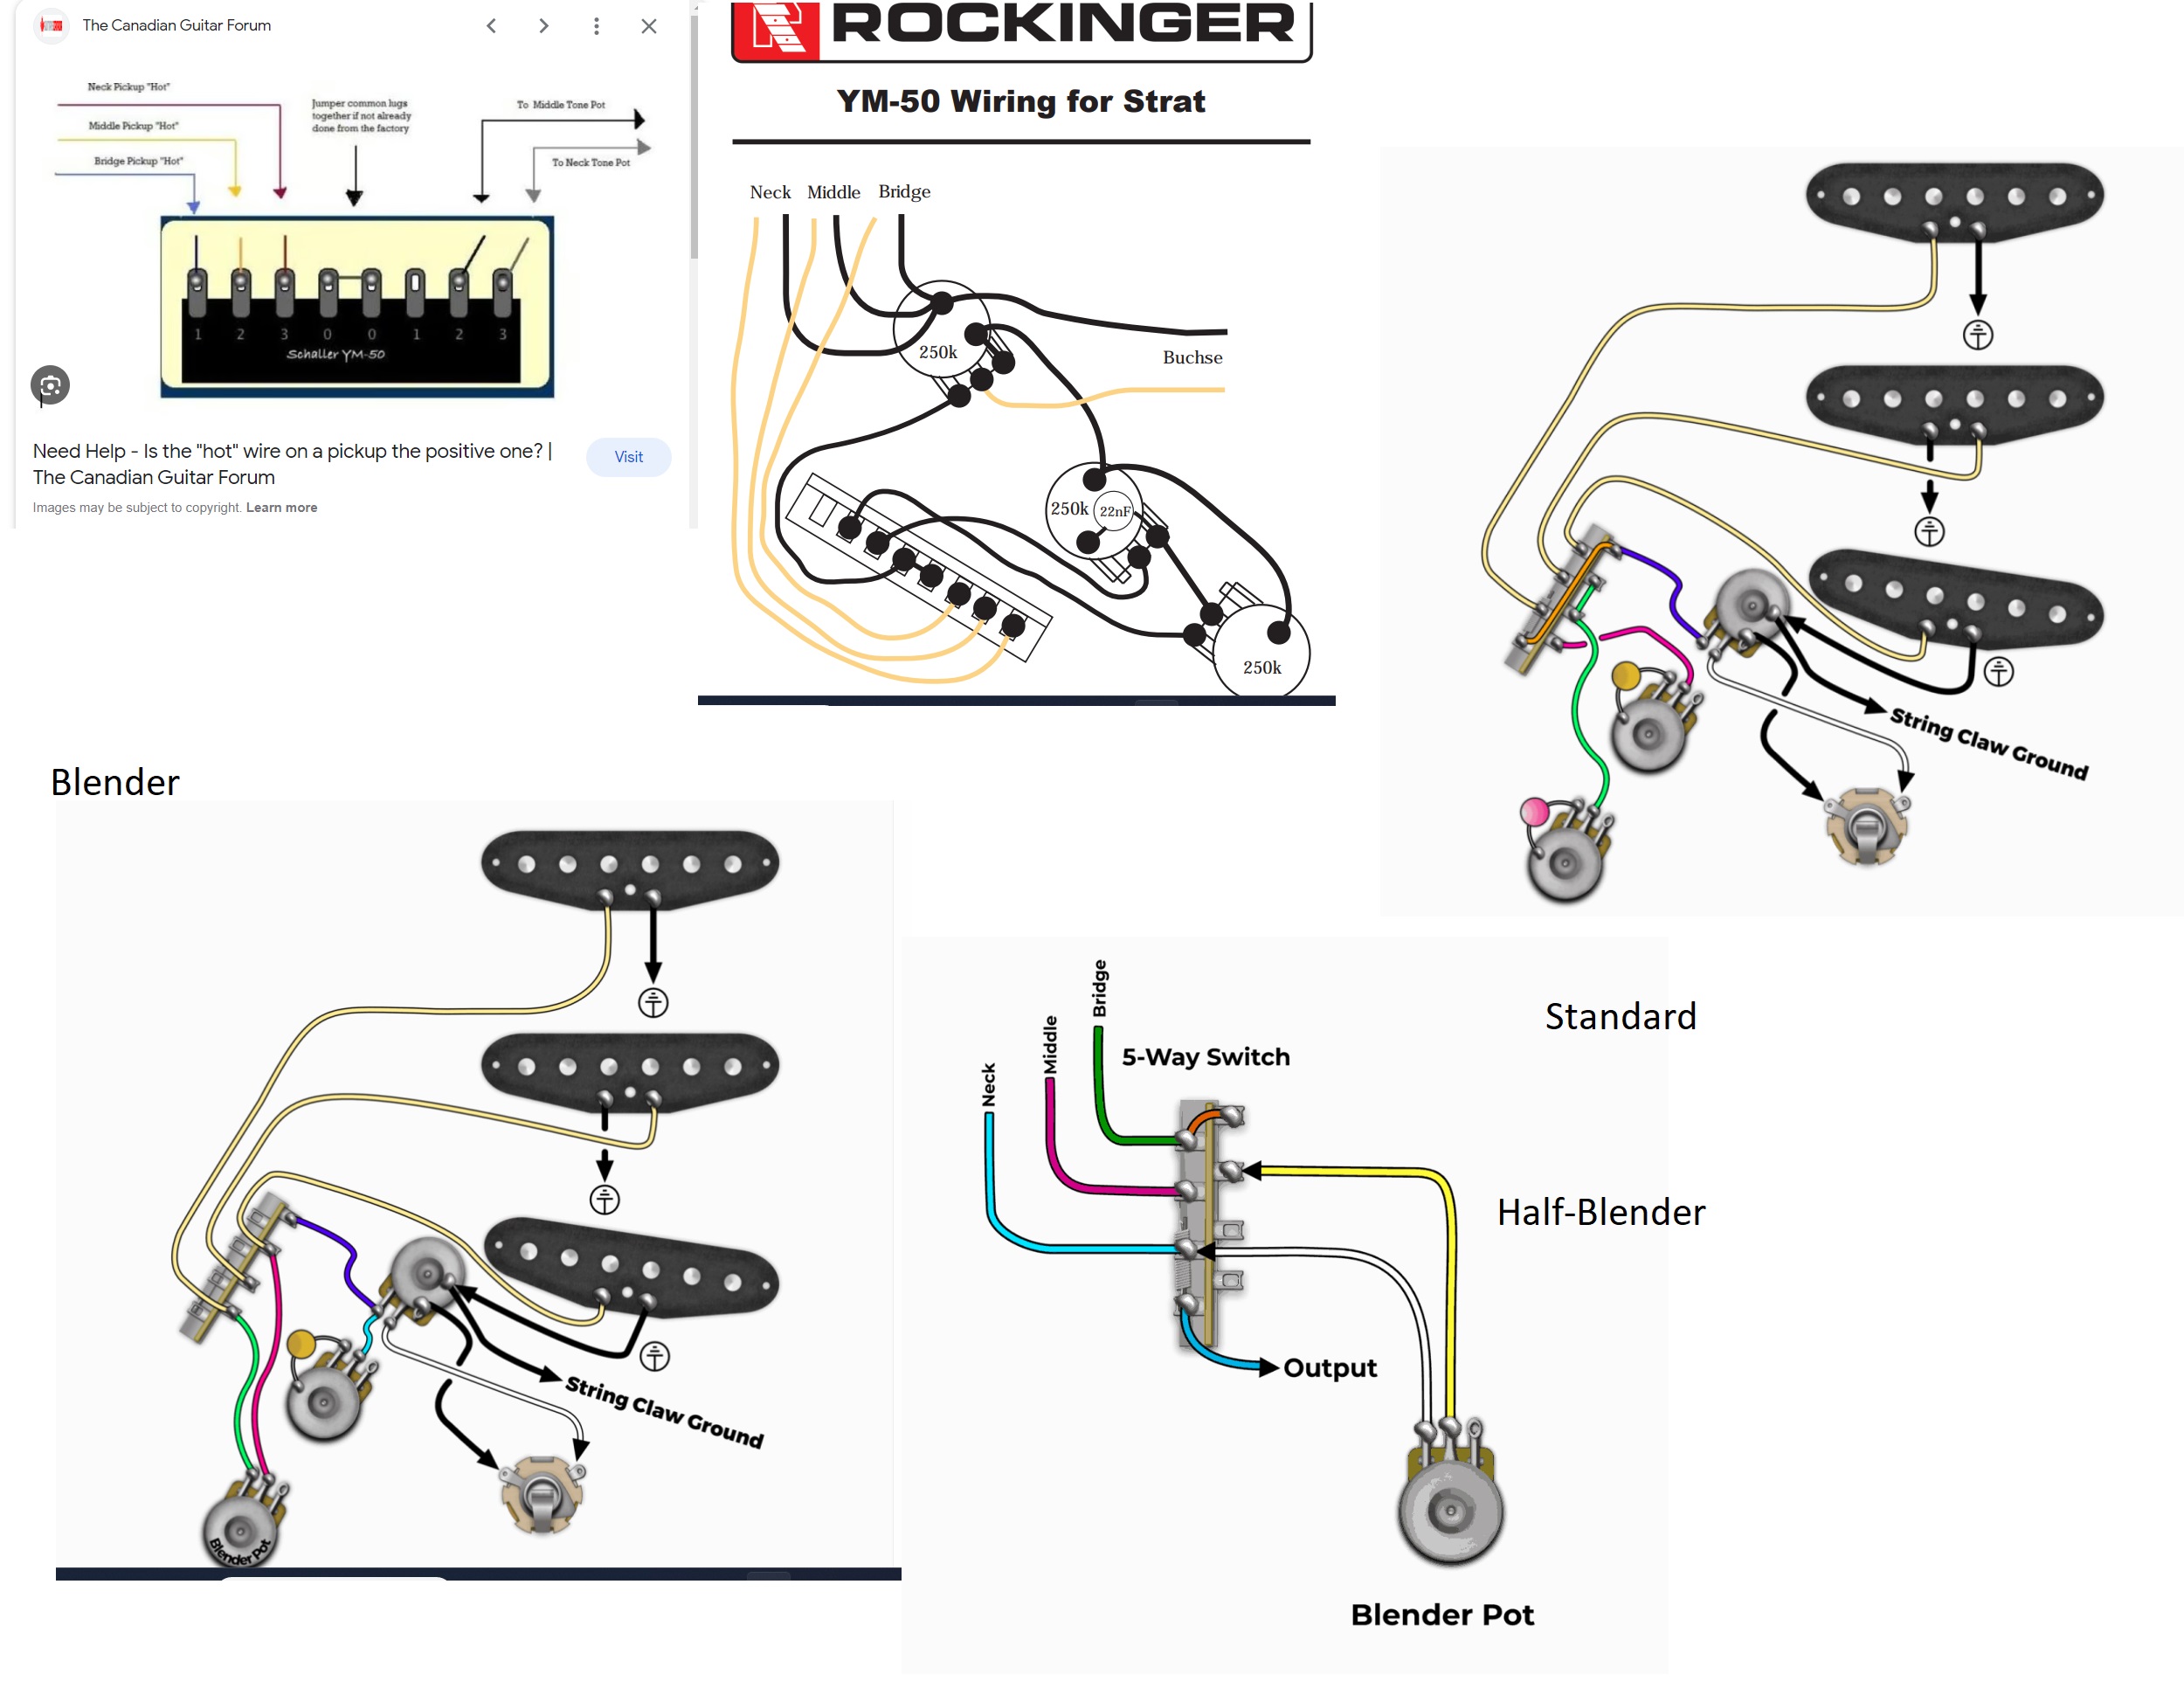 The Canadian Guitar Forum
Neck Pickup "Hot"
Middle Pickup "Hot"
Bridge Pickup "Hot"
Jumper common lugs
together if not already
done from the factory
To Middle Tone Pot
To Neck Tone Pot
1 2 3 0 0 1 2 3
Schaller YM-50
Need Help - Is the "hot" wire on a pickup the positive one? |
The Canadian Guitar Forum
Visit
Images may be subject to copyright. Learn more
ROCKINGER
YM-50 Wiring for Strat
Neck Middle Bridge
250k
Buchse
250k 22nF
250k
String Claw Ground
Blender
String Claw Ground
Blender Pot
Standard
Half-Blender
Neck
Middle
Bridge
5-Way Switch
Output
Blender Pot